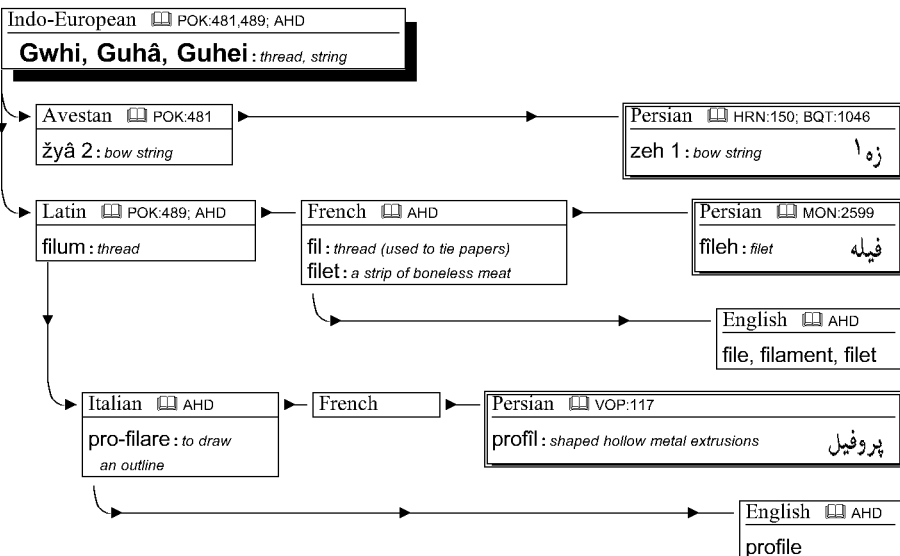 Indo-European POK:481,489; AHD
Gwhi, Guhâ, Guhei : thread, string
Avestan POK:481
žyâ 2 : bow string
Persian HRN:150; BQT:1046
zeh 1 : bow string زه ۱
Latin POK:489; AHD
filum : thread
French AHD
fil : thread (used to tie papers)
filet : a strip of boneless meat
Persian MON:2599
fîleh : filet فیله
English AHD
file, filament, filet
Italian AHD
pro-filare : to draw
an outline
French
Persian VOP:117
profîl : shaped hollow metal extrusions پروفیل
English AHD
profile